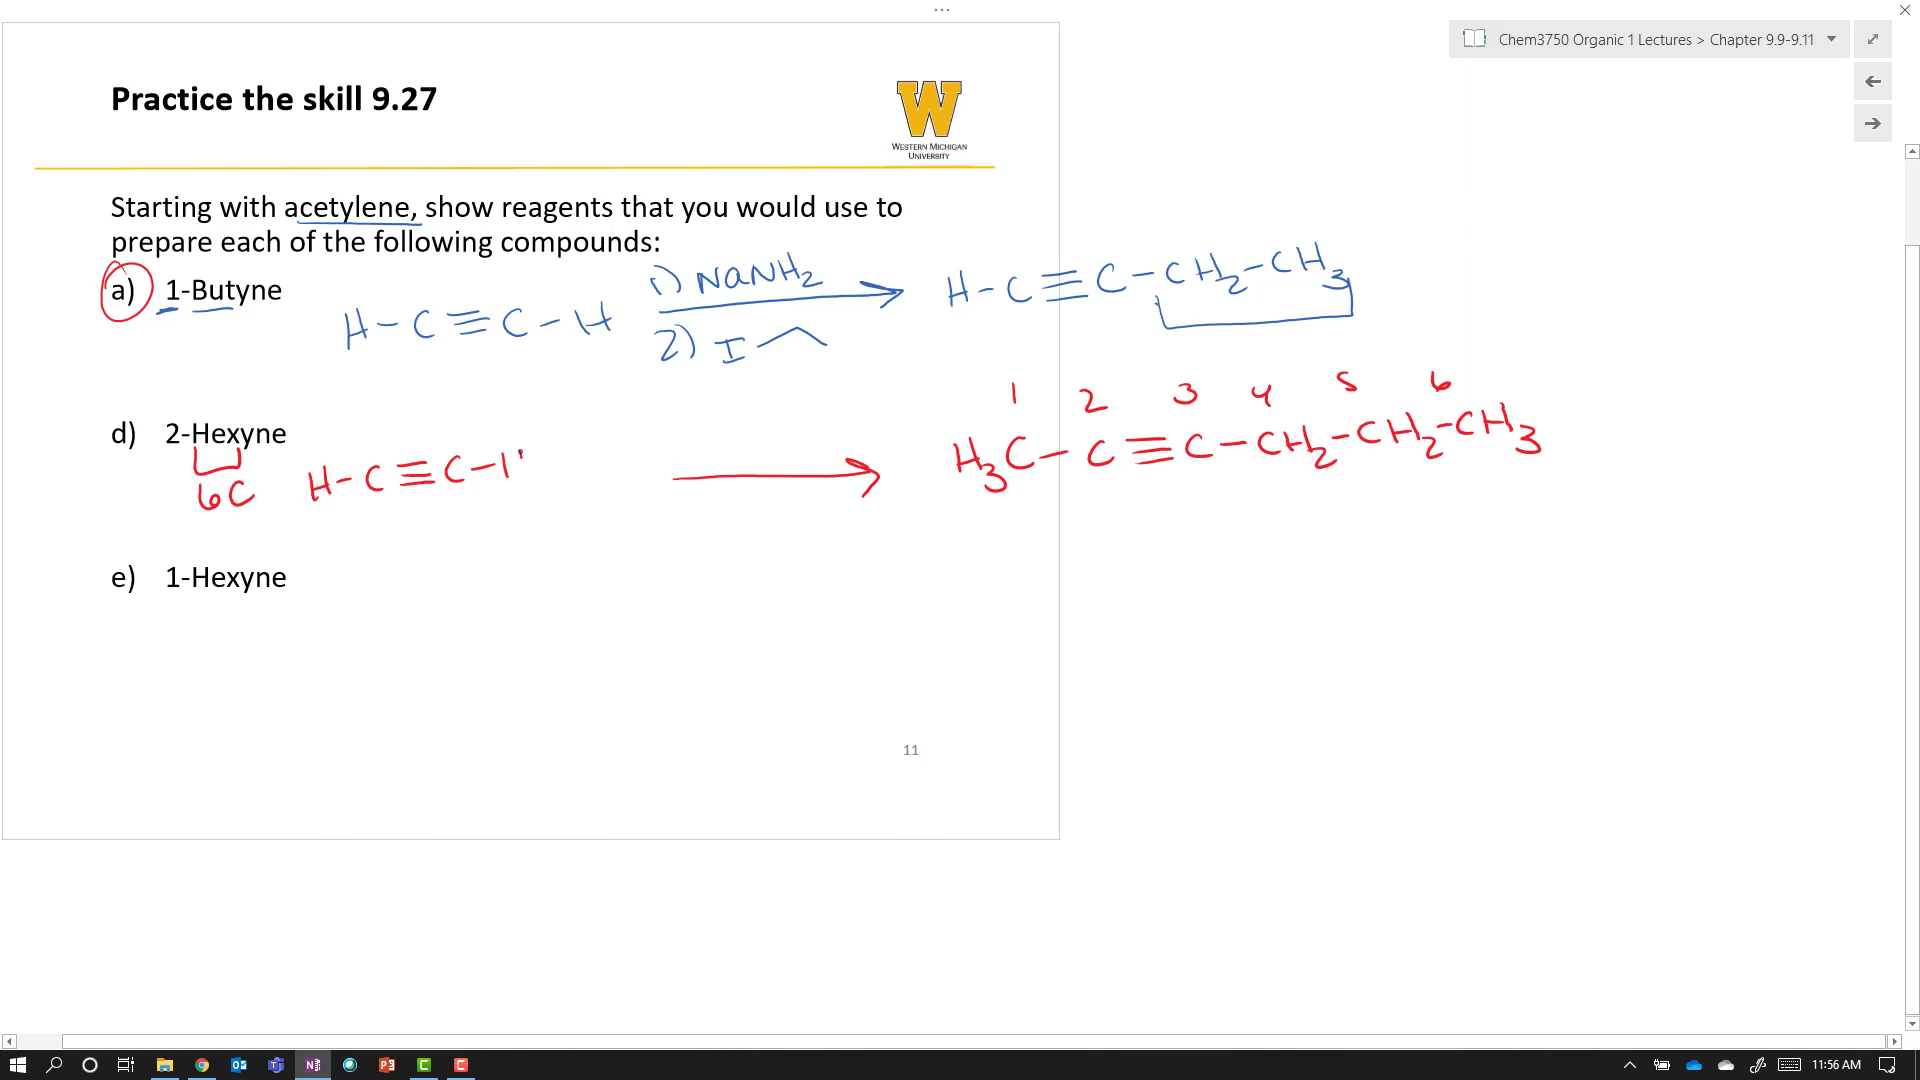 Chem3750 Organic 1 Lectures > Chapter 9.9-9.11
Practice the skill 9.27
WESTERN MICHIGAN
UNIVERSITY
Starting with acetylene, show reagents that you would use to
prepare each of the following compounds:
a) 1-Butyne
H-C≡C-H
1) NaNH2
2) I
H-C≡C-CH2-CH3
d) 2-Hexyne
6C
H-C≡C-
1 2 3 4 5 6
H3C-C≡C-CH2-CH2-CH3
e) 1-Hexyne
11
11:56 AM